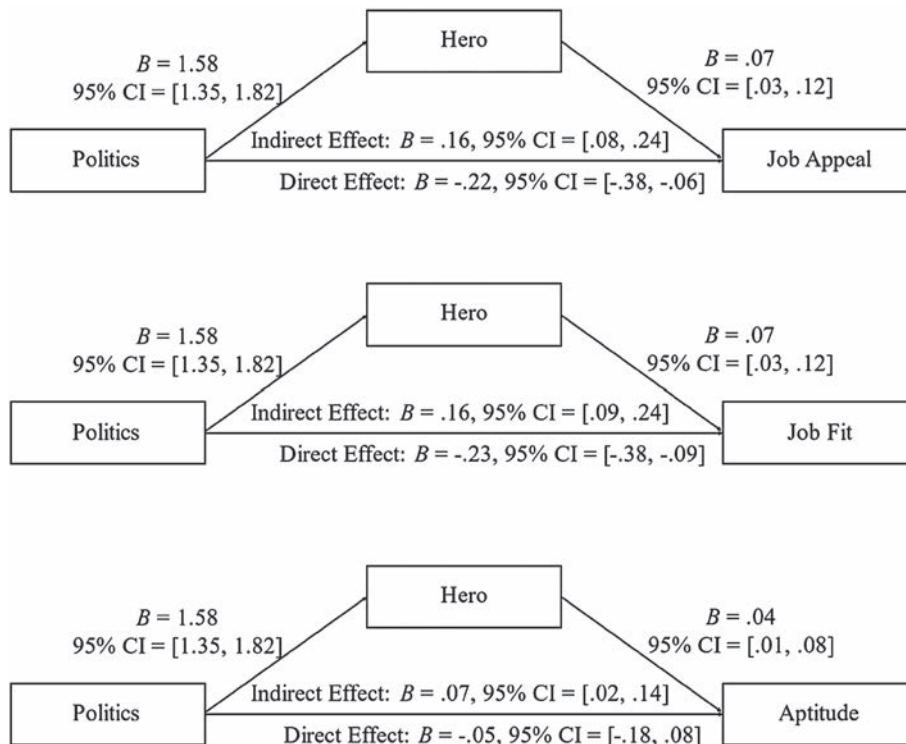 Hero
B = 1.58
95% CI = [1.35, 1.82]
B = .07
95% CI = [.03, .12]
Politics
Indirect Effect: B = .16, 95% CI = [.08, .24]
Direct Effect: B = -.22, 95% CI = [-.38, -.06]
Job Appeal
Hero
B = 1.58
95% CI = [1.35, 1.82]
B = .07
95% CI = [.03, .12]
Politics
Indirect Effect: B = .16, 95% CI = [.09, .24]
Direct Effect: B = -.23, 95% CI = [-.38, -.09]
Job Fit
Hero
B = 1.58
95% CI = [1.35, 1.82]
B = .04
95% CI = [.01, .08]
Politics
Indirect Effect: B = .07, 95% CI = [.02, .14]
Direct Effect: B = -.05, 95% CI = [-.18, .08]
Aptitude